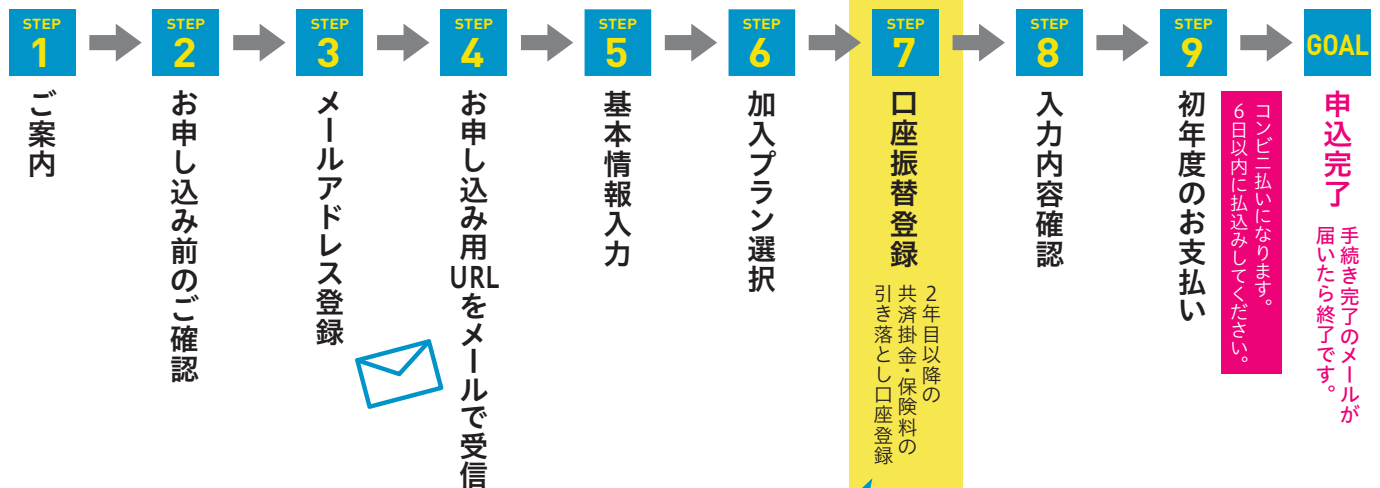 STEP
1
ご案内
STEP
2
お申し込み前のご確認
STEP
3
メールアドレス登録
STEP
4
お申し込み用URLをメールで受信
STEP
5
基本情報入力
STEP
6
加入プラン選択
STEP
7
口座振替登録
2年目以降の
共済掛金・保険料の
引き落とし口座登録
STEP
8
入力内容確認
STEP
9
初年度のお支払い
コンビニ払いになります。
6日以内に払込みしてください。
GOAL
申込完了
手続き完了のメールが
届いたら終了です。